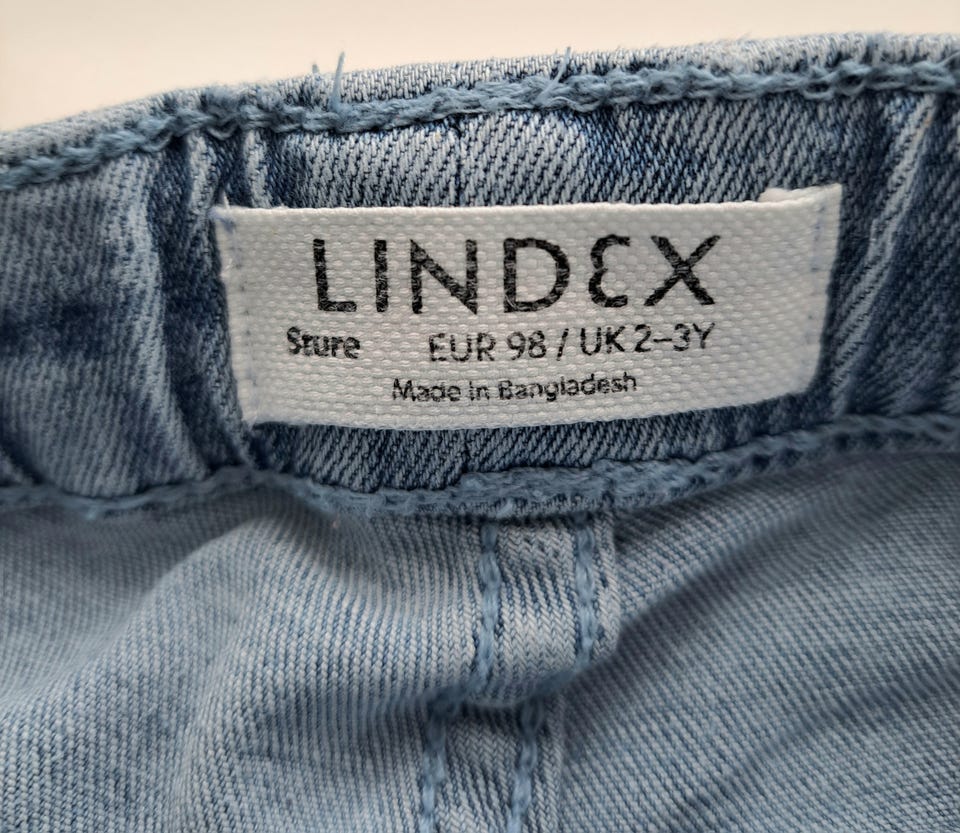 LINDEX
Sture EUR 98 / UK 2–3Y
Made in Bangladesh